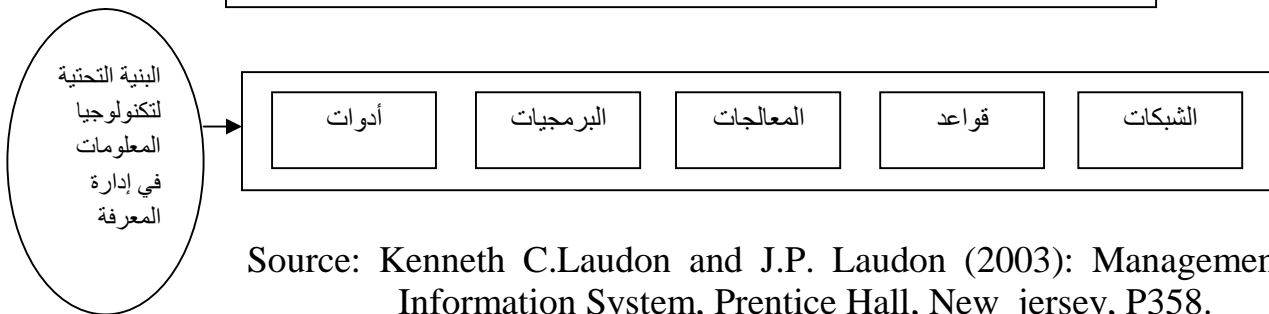 البنية التحتية
لتكنولوجيا
المعلومات
في إدارة
المعرفة
الشبكات
قواعد
المعالجات
البرمجيات
أدوات
Source: Kenneth C.Laudon and J.P. Laudon (2003): Managemen
Information System, Prentice Hall, New jersey, P358.